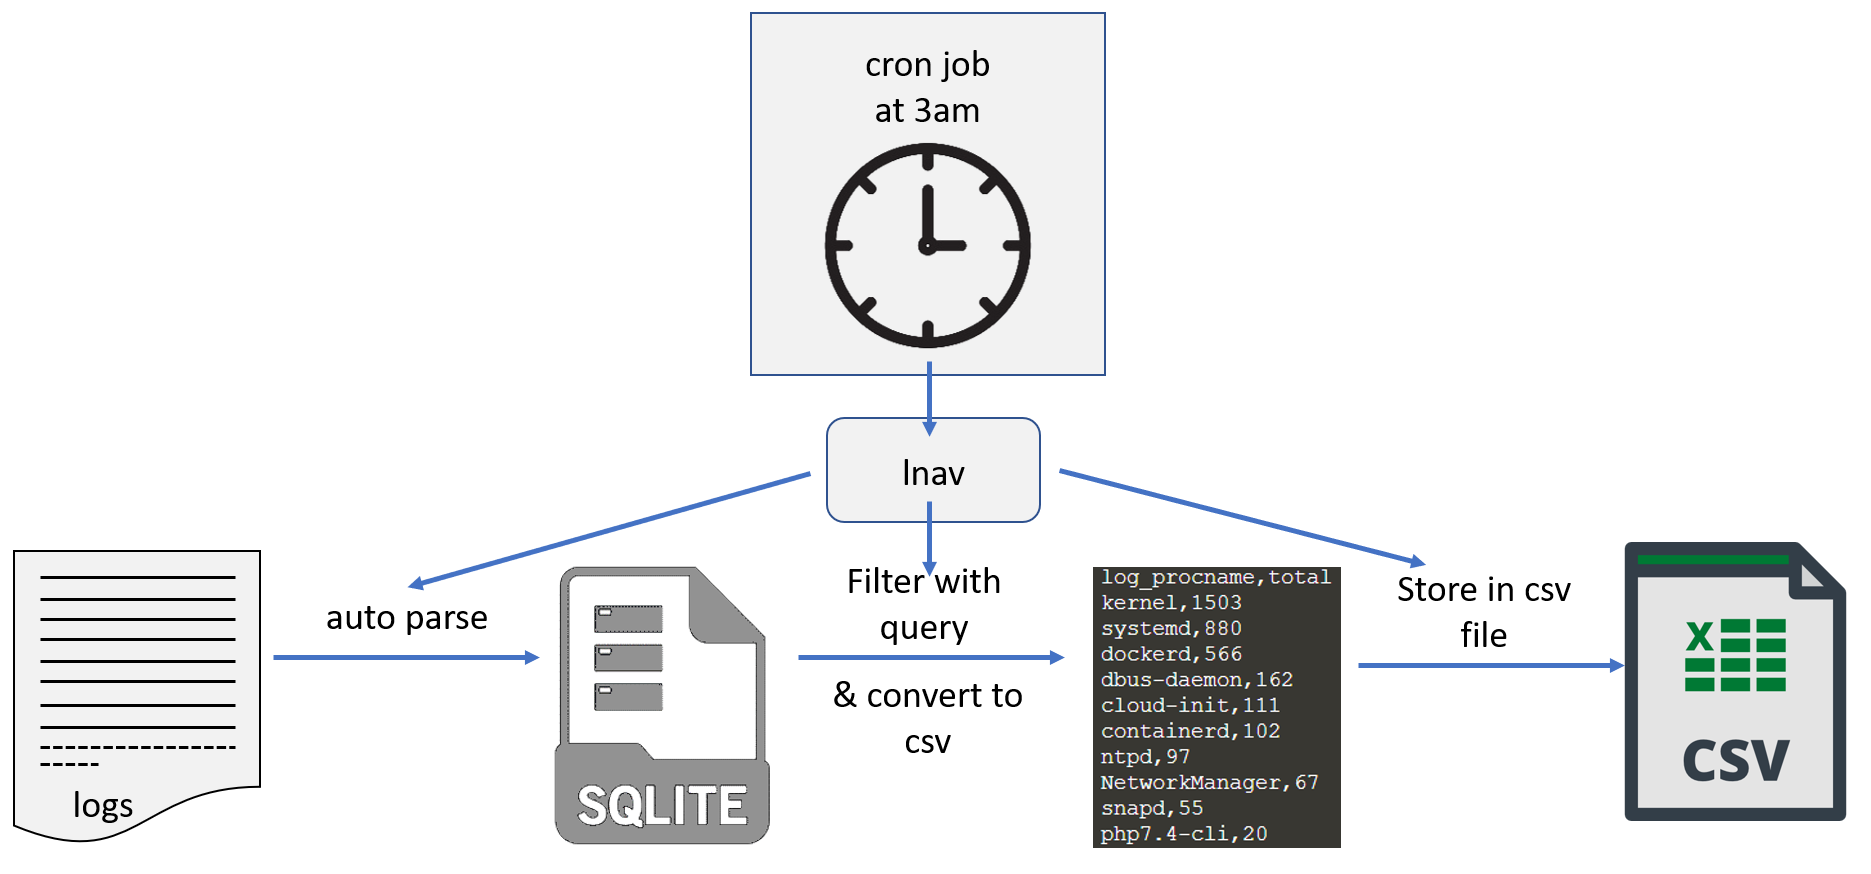 cron job
at 3am
lnav
auto parse
Filter with
query
& convert to
csv
Store in csv
file
logs
SQLITE
log_procname,total
kernel,1503
systemd,880
dockerd,566
dbus-daemon,162
cloud-init,111
containerd,102
ntpd,97
NetworkManager,67
snapd,55
php7.4-cli,20
X
CSV